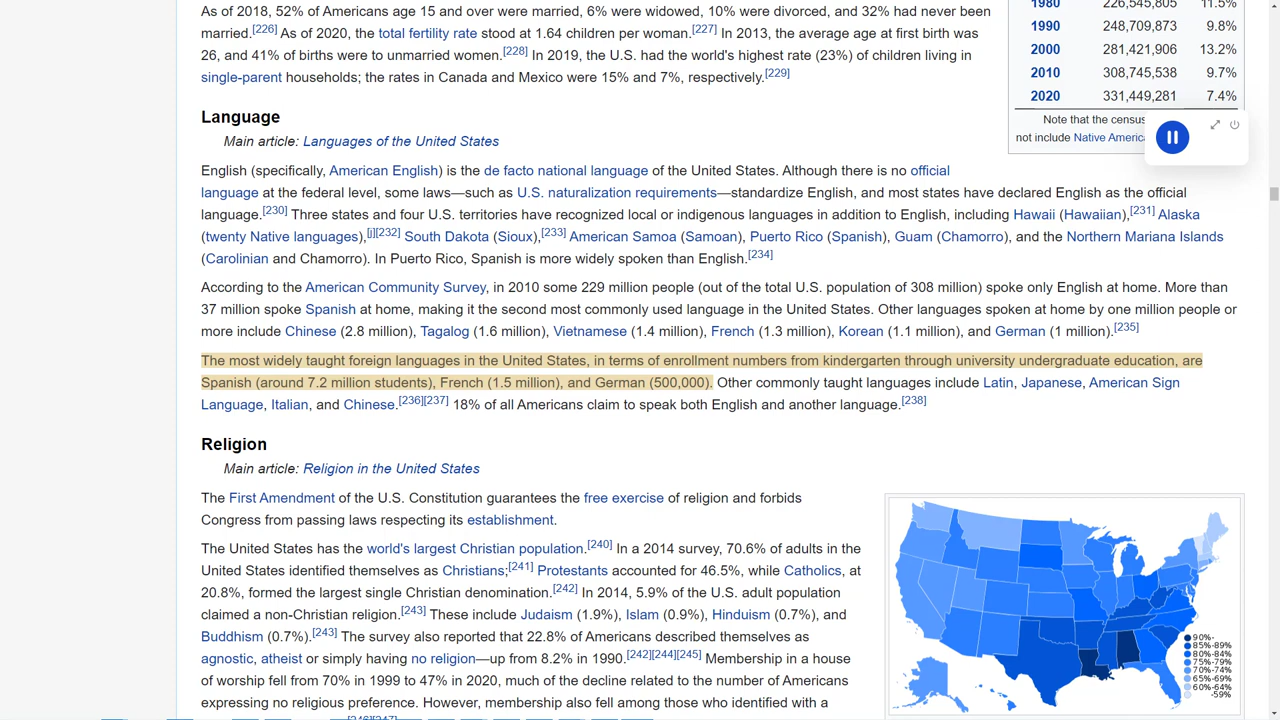 As of 2018, 52% of Americans age 15 and over were married, 6% were widowed, 10% were divorced, and 32% had never been
married.[226] As of 2020, the total fertility rate stood at 1.64 children per woman.[227] In 2013, the average age at first birth was
26, and 41% of births were to unmarried women.[228] In 2019, the U.S. had the world's highest rate (23%) of children living in
single-parent households; the rates in Canada and Mexico were 15% and 7%, respectively.[229]
1980 226,545,805 11.5%
1990 248,709,873 9.8%
2000 281,421,906 13.2%
2010 308,745,538 9.7%
2020 331,449,281 7.4%
Note that the census
not include Native Americ
Language
Main article: Languages of the United States
English (specifically, American English) is the de facto national language of the United States. Although there is no official
language at the federal level, some laws—such as U.S. naturalization requirements—standardize English, and most states have declared English as the official
language.[230] Three states and four U.S. territories have recognized local or indigenous languages in addition to English, including Hawaii (Hawaiian),[231] Alaska
(twenty Native languages),[j][232] South Dakota (Sioux),[233] American Samoa (Samoan), Puerto Rico (Spanish), Guam (Chamorro), and the Northern Mariana Islands
(Carolinian and Chamorro). In Puerto Rico, Spanish is more widely spoken than English.[234]
According to the American Community Survey, in 2010 some 229 million people (out of the total U.S. population of 308 million) spoke only English at home. More than
37 million spoke Spanish at home, making it the second most commonly used language in the United States. Other languages spoken at home by one million people or
more include Chinese (2.8 million), Tagalog (1.6 million), Vietnamese (1.4 million), French (1.3 million), Korean (1.1 million), and German (1 million).[235]
The most widely taught foreign languages in the United States, in terms of enrollment numbers from kindergarten through university undergraduate education, are
Spanish (around 7.2 million students), French (1.5 million), and German (500,000). Other commonly taught languages include Latin, Japanese, American Sign
Language, Italian, and Chinese.[236][237] 18% of all Americans claim to speak both English and another language.[238]
Religion
Main article: Religion in the United States
The First Amendment of the U.S. Constitution guarantees the free exercise of religion and forbids
Congress from passing laws respecting its establishment.
The United States has the world's largest Christian population.[240] In a 2014 survey, 70.6% of adults in the
United States identified themselves as Christians;[241] Protestants accounted for 46.5%, while Catholics, at
20.8%, formed the largest single Christian denomination.[242] In 2014, 5.9% of the U.S. adult population
claimed a non-Christian religion.[243] These include Judaism (1.9%), Islam (0.9%), Hinduism (0.7%), and
Buddhism (0.7%).[243] The survey also reported that 22.8% of Americans described themselves as
agnostic, atheist or simply having no religion—up from 8.2% in 1990.[242][244][245] Membership in a house
of worship fell from 70% in 1999 to 47% in 2020, much of the decline related to the number of Americans
expressing no religious preference. However, membership also fell among those who identified with a
90%-
85%-89%
80%-84%
75%-79%
70%-74%
65%-69%
60%-64%
-59%